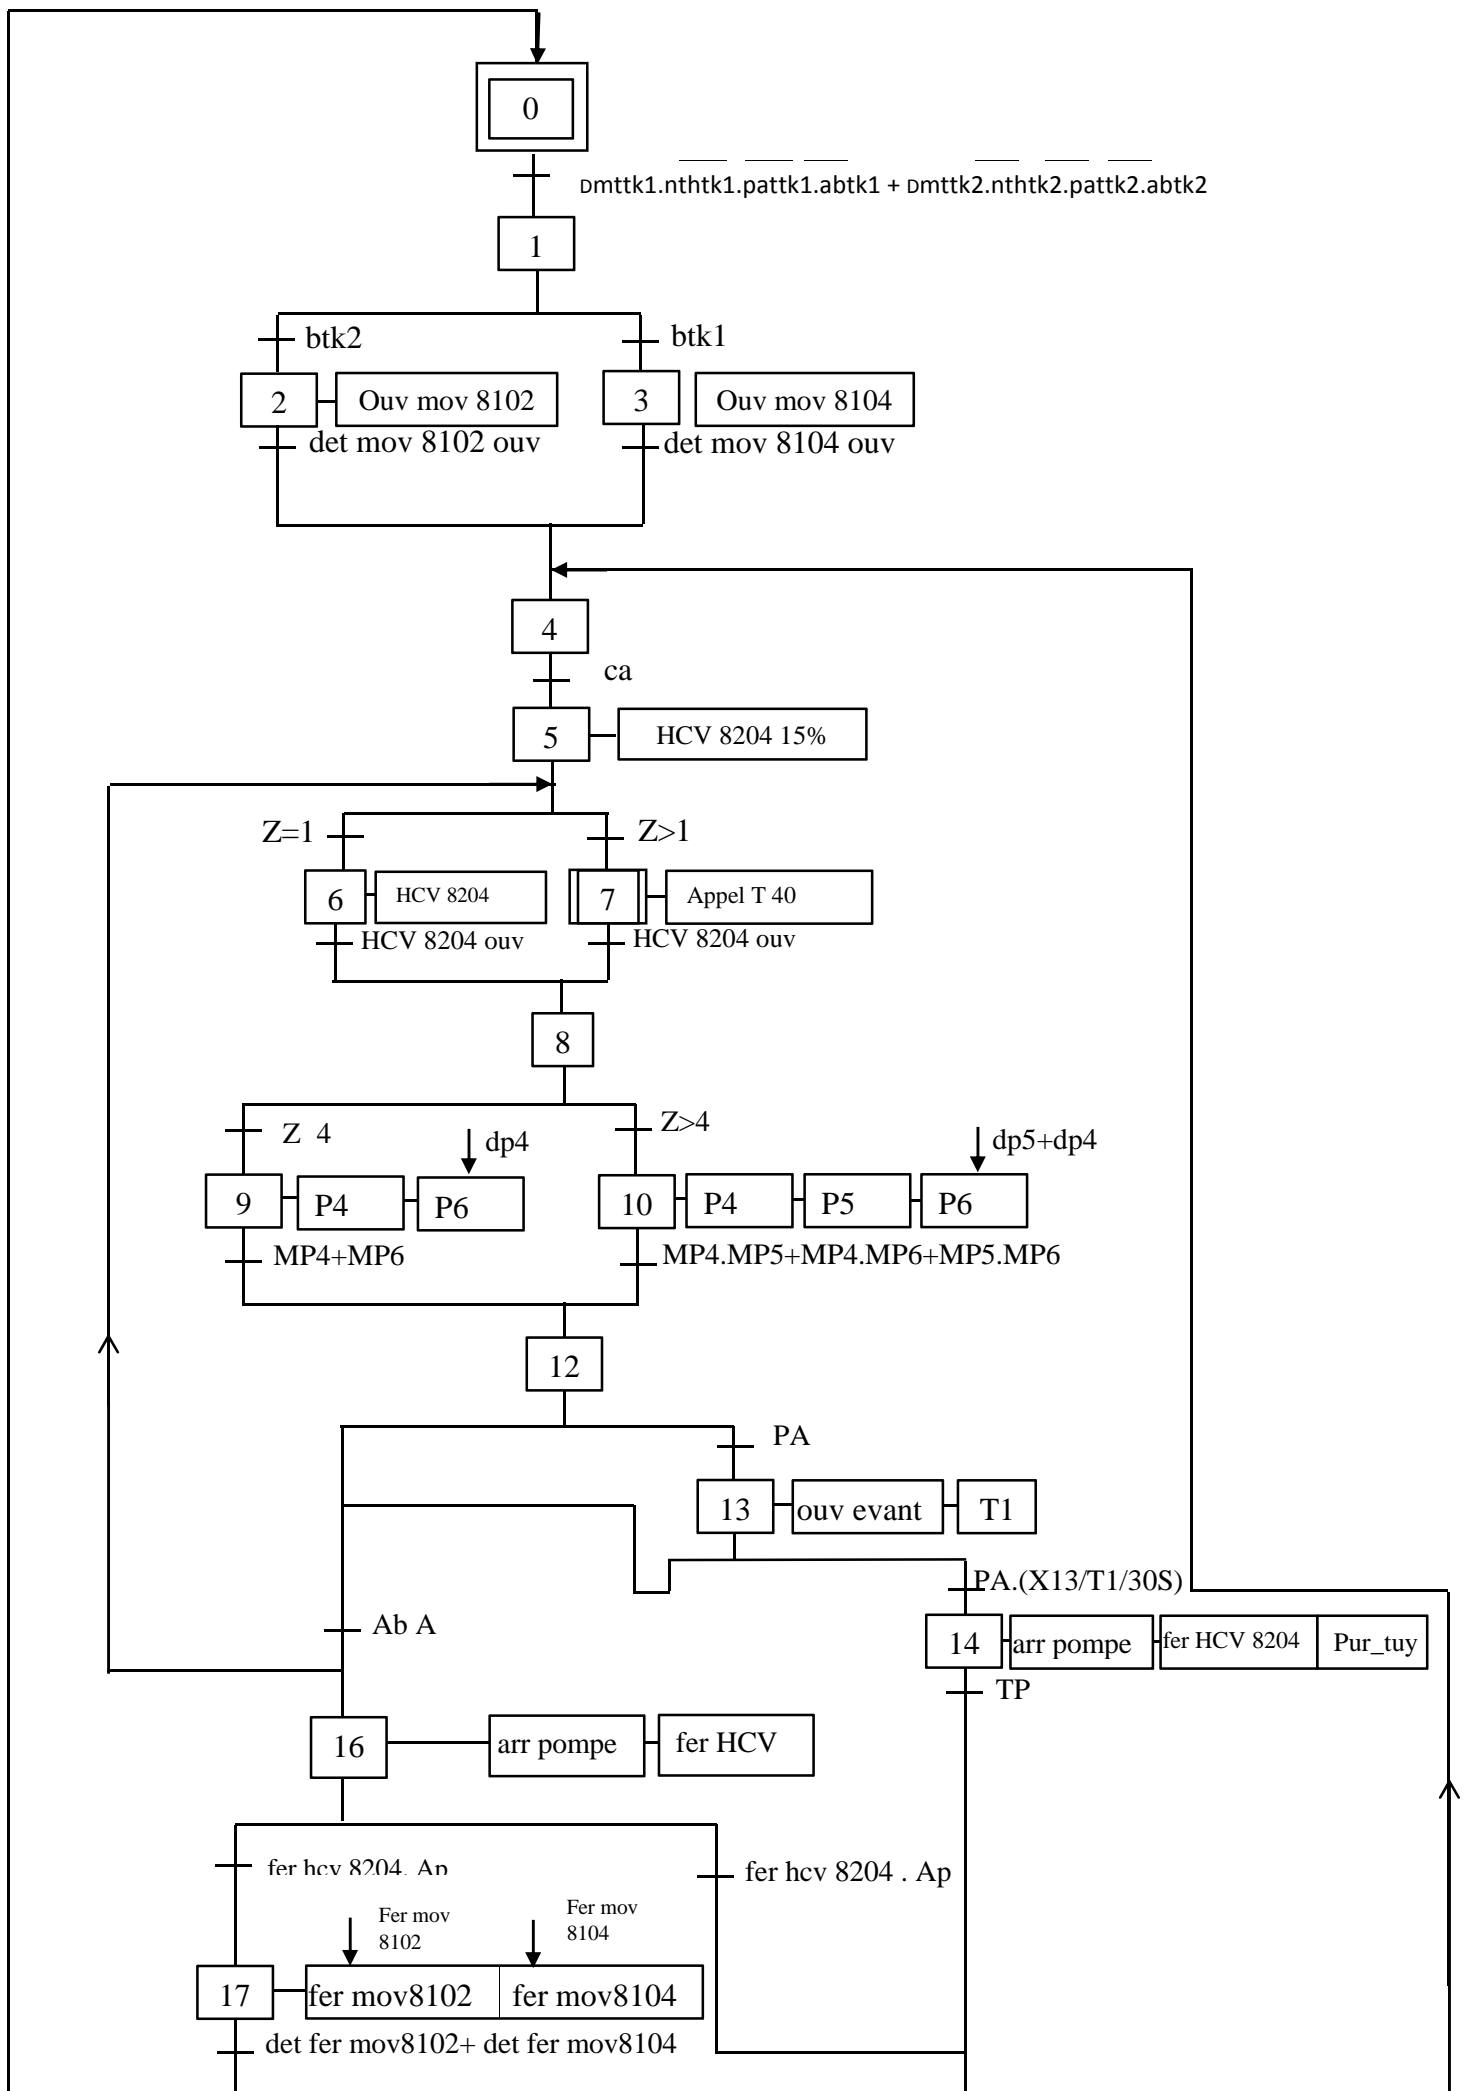 0
Dmttk1.nthtk1.pattk1.abtk1 + Dmttk2.nthtk2.pattk2.abtk2
1
btk2
btk1
2
Ouv mov 8102
3
Ouv mov 8104
det mov 8102 ouv
det mov 8104 ouv
4
ca
5
HCV 8204 15%
Z=1
Z>1
6
HCV 8204
7
Appel T 40
HCV 8204 ouv
HCV 8204 ouv
8
Z 4
dp4
Z>4
dp5+dp4
9
P4
P6
10
P4
P5
P6
MP4+MP6
MP4.MP5+MP4.MP6+MP5.MP6
12
PA
13
ouv evant
T1
PA.(X13/T1/30S)
Ab A
14
arr pompe
fer HCV 8204
Pur_tuy
TP
16
arr pompe
fer HCV
fer hcv 8204. Ap
fer hcv 8204 . Ap
Fer mov
8102
Fer mov
8104
17
fer mov8102
fer mov8104
det fer mov8102+ det fer mov8104